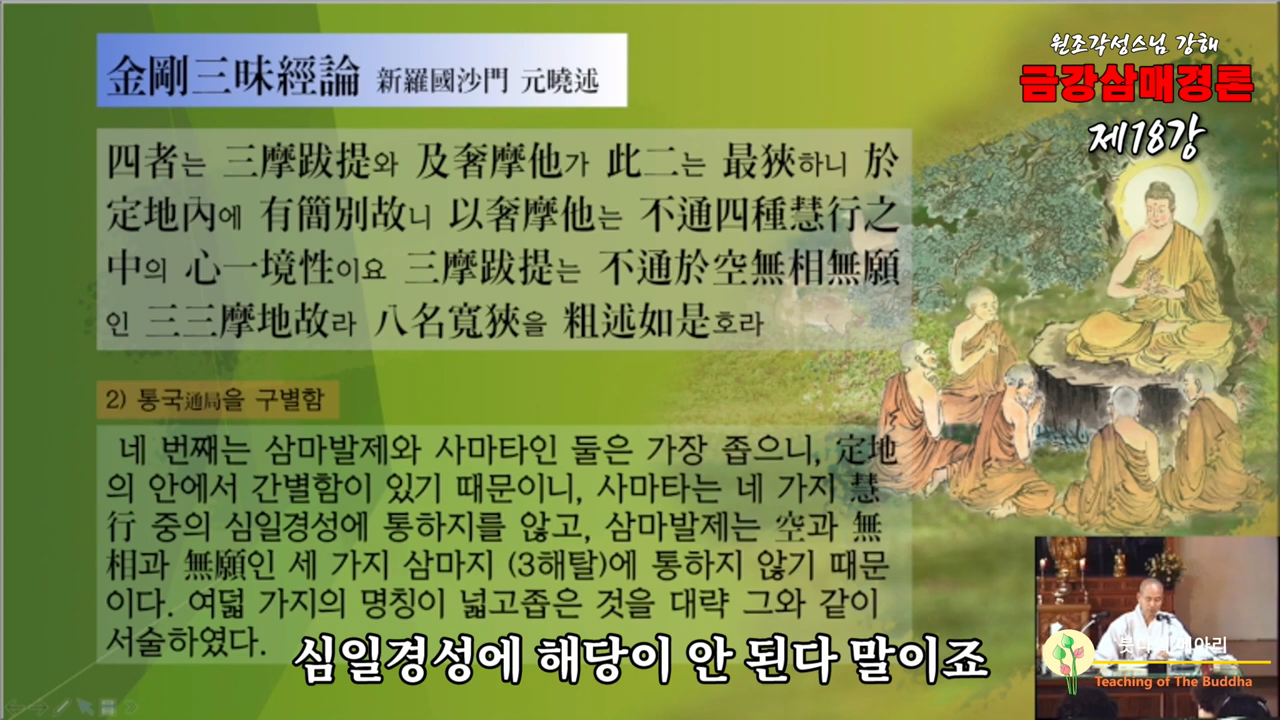 金剛三昧經論 新羅國沙門 元曉述
원조각성스님 강해
금강삼매경론
제18강
四者는 三摩跋提와 及奢摩他가 此二는 最狹하니 於
定地內에 有簡別故니 以奢摩他는 不通四種慧行之
中의 心一境性이요 三摩跋提는 不通於空無相無願
인 三三摩地故라 八名寬狹을 粗述如是호라
2) 통국通局을 구별함
네 번째는 삼마발제와 사마타인 둘은 가장 좁으니, 定地
의 안에서 간별함이 있기 때문이니, 사마타는 네 가지 慧
行 중의 심일경성에 통하지를 않고, 삼마발제는 空과 無
相과 無願인 세 가지 삼마지 (3해탈)에 통하지 않기 때문
이다. 여덟 가지의 명칭이 넓고좁은 것을 대략 그와 같이
서술하였다.
심일경성에 해당이 안 된다 말이죠
Teaching of The Buddha